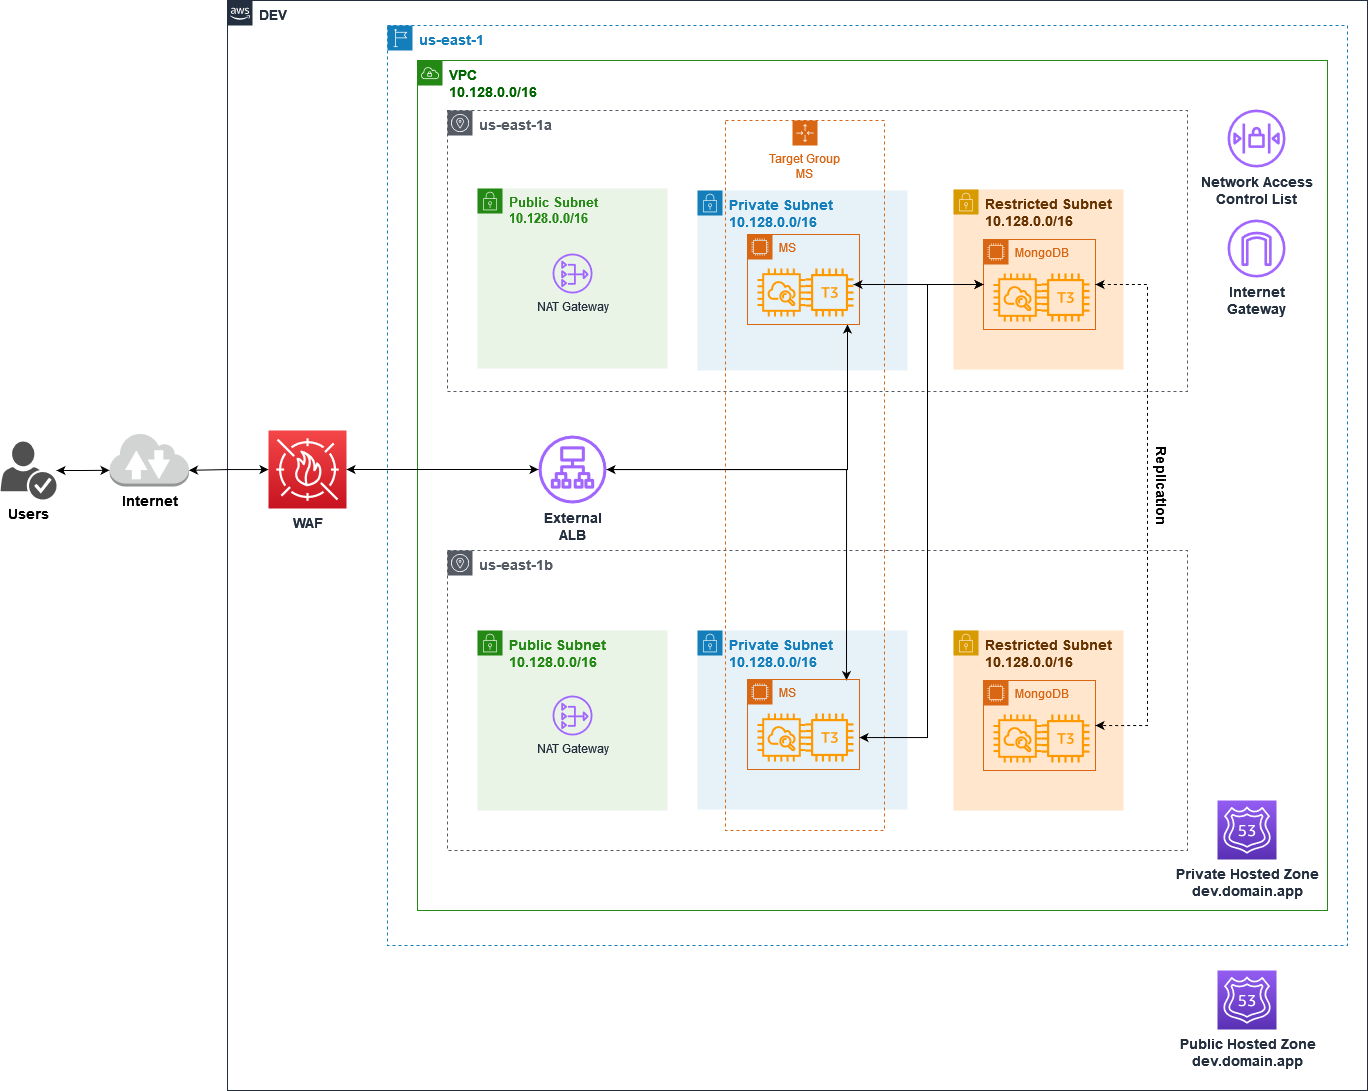 aws
DEV
us-east-1
VPC
10.128.0.0/16
us-east-1a
Target Group
MS
Public Subnet
10.128.0.0/16
NAT Gateway
Private Subnet
10.128.0.0/16
MS
T3
Restricted Subnet
10.128.0.0/16
MongoDB
T3
Network Access
Control List
Internet
Gateway
Users
Internet
WAF
External
ALB
Replication
us-east-1b
Public Subnet
10.128.0.0/16
NAT Gateway
Private Subnet
10.128.0.0/16
MS
T3
Restricted Subnet
10.128.0.0/16
MongoDB
T3
53
Private Hosted Zone
dev.domain.app
53
Public Hosted Zone
dev.domain.app